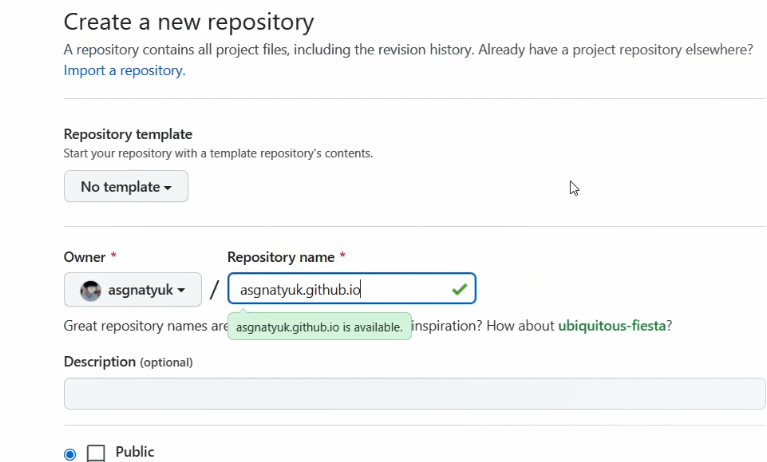 Create a new repository
A repository contains all project files, including the revision history. Already have a project repository elsewhere?
Import a repository.
Repository template
Start your repository with a template repository's contents.
No template
Owner * Repository name *
asgnatyuk / asgnatyuk.github.io
Great repository names are inspiration? How about ubiquitous-fiesta?
asgnatyuk.github.io is available.
Description (optional)
Public